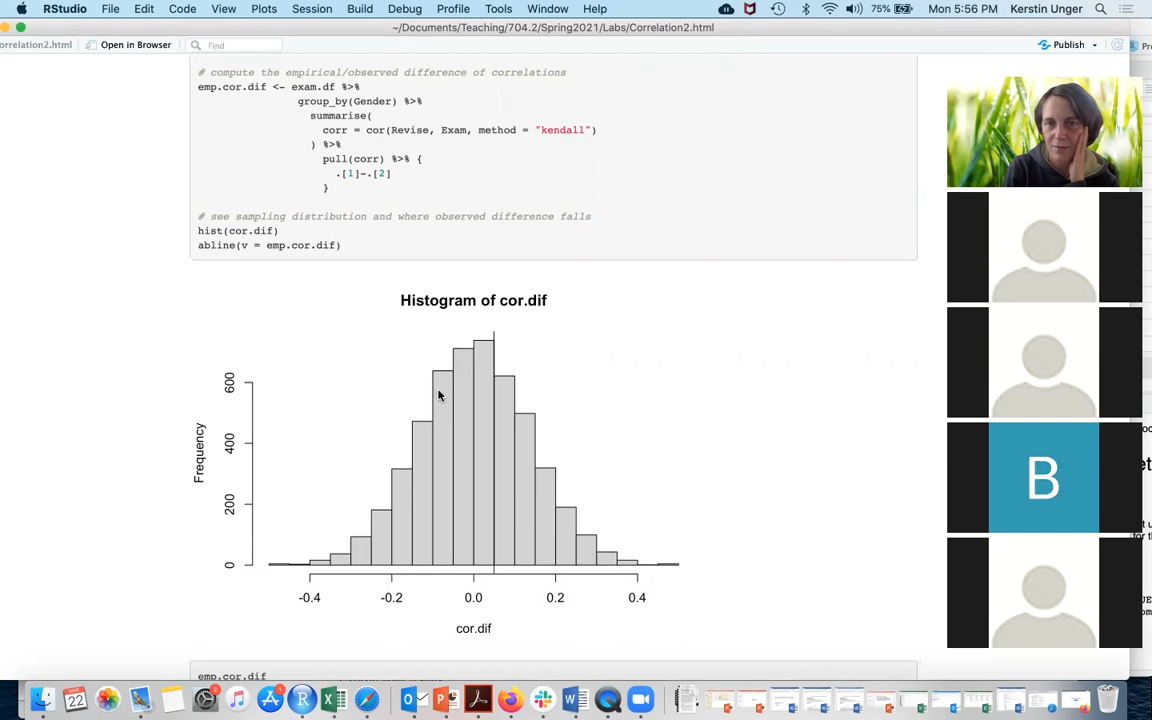 RStudio File Edit Code View Plots Session Build Debug Profile Tools Window Help 75% Mon 5:56 PM Kerstin Unger
~/Documents/Teaching/704.2/Spring2021/Labs/Correlation2.html
orrelation2.html Open in Browser Find Publish
# compute the empirical/observed difference of correlations
emp.cor.dif <- exam.df %>%
group_by(Gender) %>%
summarise(
corr = cor(Revise, Exam, method = "kendall")
) %>%
pull(corr) %>% {
.[1]-.[2]
}
# see sampling distribution and where observed difference falls
hist(cor.dif)
abline(v = emp.cor.dif)
Histogram of cor.dif
Frequency
600
400
200
0
-0.4 -0.2 0.0 0.2 0.4
cor.dif
emp.cor.dif
B
22